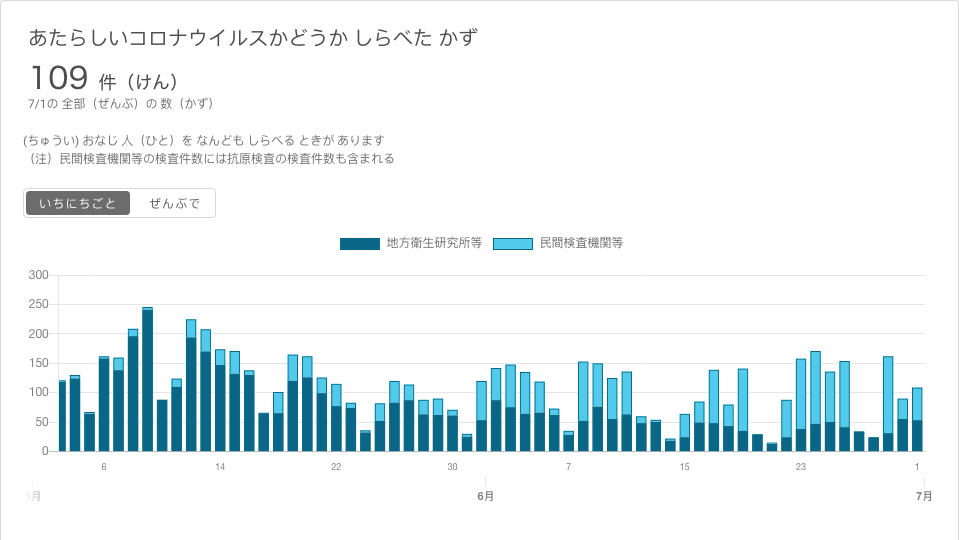 あたらしいコロナウイルスかどうか しらべた かず
109 件（けん）
7/1の 全部（ぜんぶ）の 数（かず）
(ちゅうい) おなじ 人（ひと）を なんども しらべる ときが あります
（注）民間検査機関等の検査件数には抗原検査の検査件数も含まれる
いちにちごと ぜんぶで
地方衛生研究所等 民間検査機関等
300
250
200
150
100
50
0
6 14 22 30 7 15 23 1
5月 6月 7月